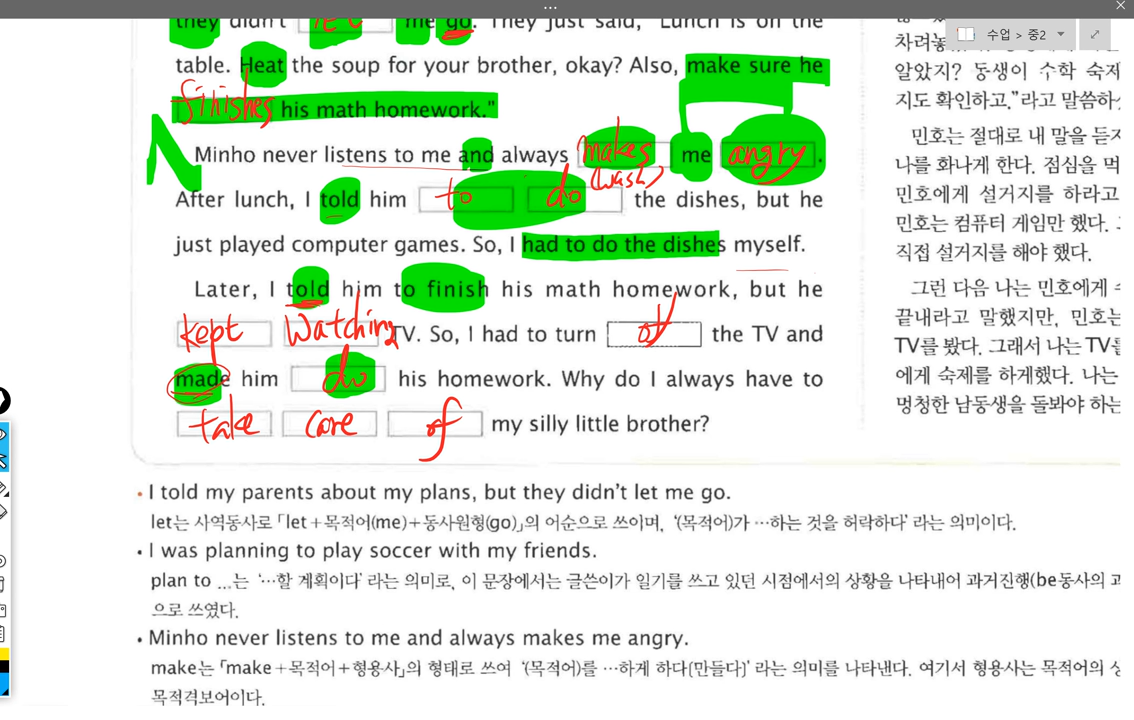 수업 > 중2
they didn't let me go. They just said, "Lunch is on the
table. Heat the soup for your brother, okay? Also, make sure he
finishes his math homework."
Minho never listens to me and always makes me angry.
(wash)
After lunch, I told him to do the dishes, but he
just played computer games. So, I had to do the dishes myself.
Later, I told him to finish his math homework, but he
kept watching TV. So, I had to turn the TV and
made him do his homework. Why do I always have to
take care of my silly little brother?
차려놓
알았지? 동생이 수학 숙제
지도 확인하고,"라고 말씀하
민호는 절대로 내 말을 듣지
나를 화나게 한다. 점심을 먹
민호에게 설거지를 하라고
민호는 컴퓨터 게임만 했다.
직접 설거지를 해야 했다.
그런 다음 나는 민호에게
끝내라고 말했지만, 민호는
TV를 봤다. 그래서 나는 TV를
에게 숙제를 하게했다. 나는
멍청한 남동생을 돌봐야 하는
• I told my parents about my plans, but they didn't let me go.
let는 사역동사로 「let+목적어(me)+동사원형(go)」의 어순으로 쓰이며, '(목적어)가 …하는 것을 허락하다'라는 의미이다.
• I was planning to play soccer with my friends.
plan to ...는 '…할 계획이다'라는 의미로, 이 문장에서는 글쓴이가 일기를 쓰고 있던 시점에서의 상황을 나타내어 과거진행(be동사의 과
으로 쓰였다.
• Minho never listens to me and always makes me angry.
make는 「make+목적어+형용사」의 형태로 쓰여 '(목적어)를 …하게 하다[만들다]'라는 의미를 나타낸다. 여기서 형용사는 목적어의 상
목적격보어이다.